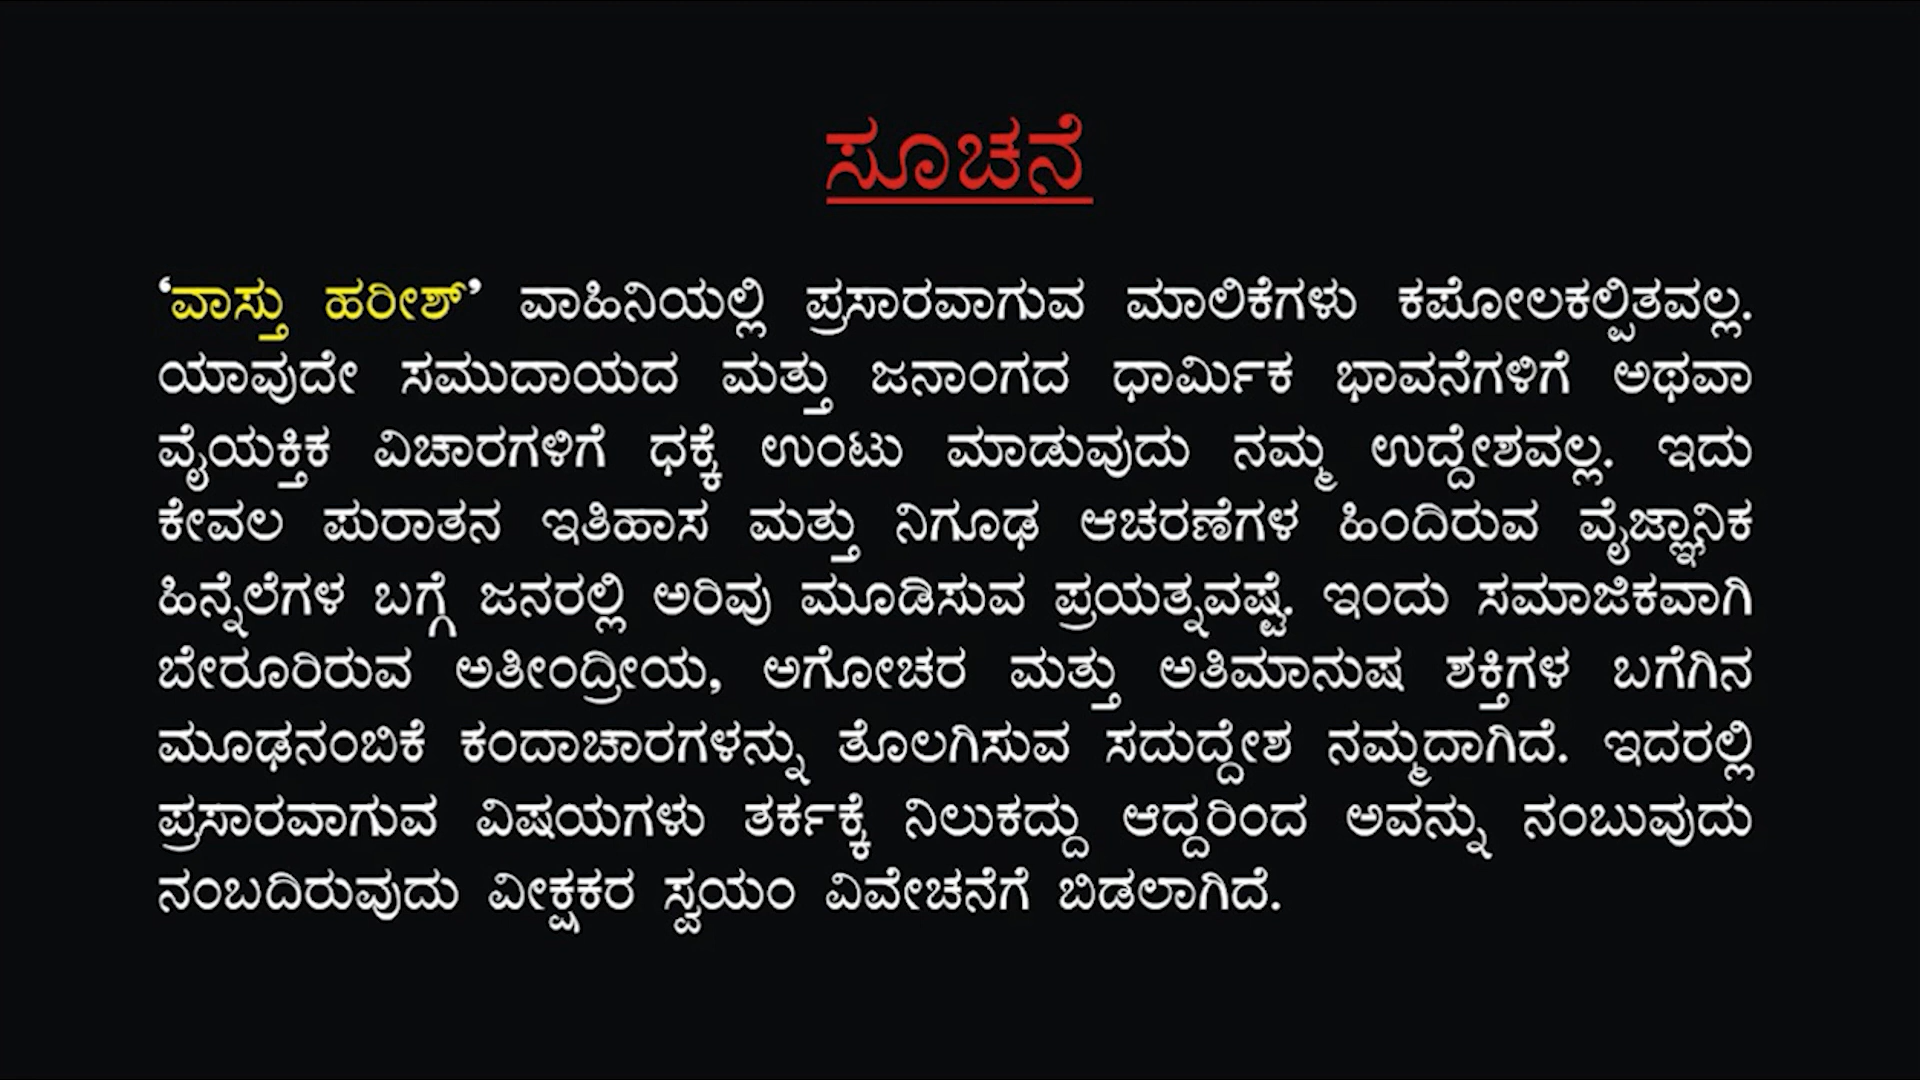 ಸೂಚನೆ
‘ವಾಸ್ತು ಹರೀಶ್’ ವಾಹಿನಿಯಲ್ಲಿ ಪ್ರಸಾರವಾಗುವ ಮಾಲಿಕೆಗಳು ಕಪೋಲಕಲ್ಪಿತವಲ್ಲ.
ಯಾವುದೇ ಸಮುದಾಯದ ಮತ್ತು ಜನಾಂಗದ ಧಾರ್ಮಿಕ ಭಾವನೆಗಳಿಗೆ ಅಥವಾ
ವೈಯಕ್ತಿಕ ವಿಚಾರಗಳಿಗೆ ಧಕ್ಕೆ ಉಂಟು ಮಾಡುವುದು ನಮ್ಮ ಉದ್ದೇಶವಲ್ಲ. ಇದು
ಕೇವಲ ಪುರಾತನ ಇತಿಹಾಸ ಮತ್ತು ನಿಗೂಢ ಆಚರಣೆಗಳ ಹಿಂದಿರುವ ವೈಜ್ಞಾನಿಕ
ಹಿನ್ನೆಲೆಗಳ ಬಗ್ಗೆ ಜನರಲ್ಲಿ ಅರಿವು ಮೂಡಿಸುವ ಪ್ರಯತ್ನವಷ್ಟೆ. ಇಂದು ಸಮಾಜಿಕವಾಗಿ
ಬೇರೂರಿರುವ ಅತೀಂದ್ರೀಯ, ಅಗೋಚರ ಮತ್ತು ಅತಿಮಾನುಷ ಶಕ್ತಿಗಳ ಬಗೆಗಿನ
ಮೂಢನಂಬಿಕೆ ಕಂದಾಚಾರಗಳನ್ನು ತೊಲಗಿಸುವ ಸದುದ್ದೇಶ ನಮ್ಮದಾಗಿದೆ. ಇದರಲ್ಲಿ
ಪ್ರಸಾರವಾಗುವ ವಿಷಯಗಳು ತರ್ಕಕ್ಕೆ ನಿಲುಕದ್ದು ಆದ್ದರಿಂದ ಅವನ್ನು ನಂಬುವುದು
ನಂಬದಿರುವುದು ವೀಕ್ಷಕರ ಸ್ವಯಂ ವಿವೇಚನೆಗೆ ಬಿಡಲಾಗಿದೆ.